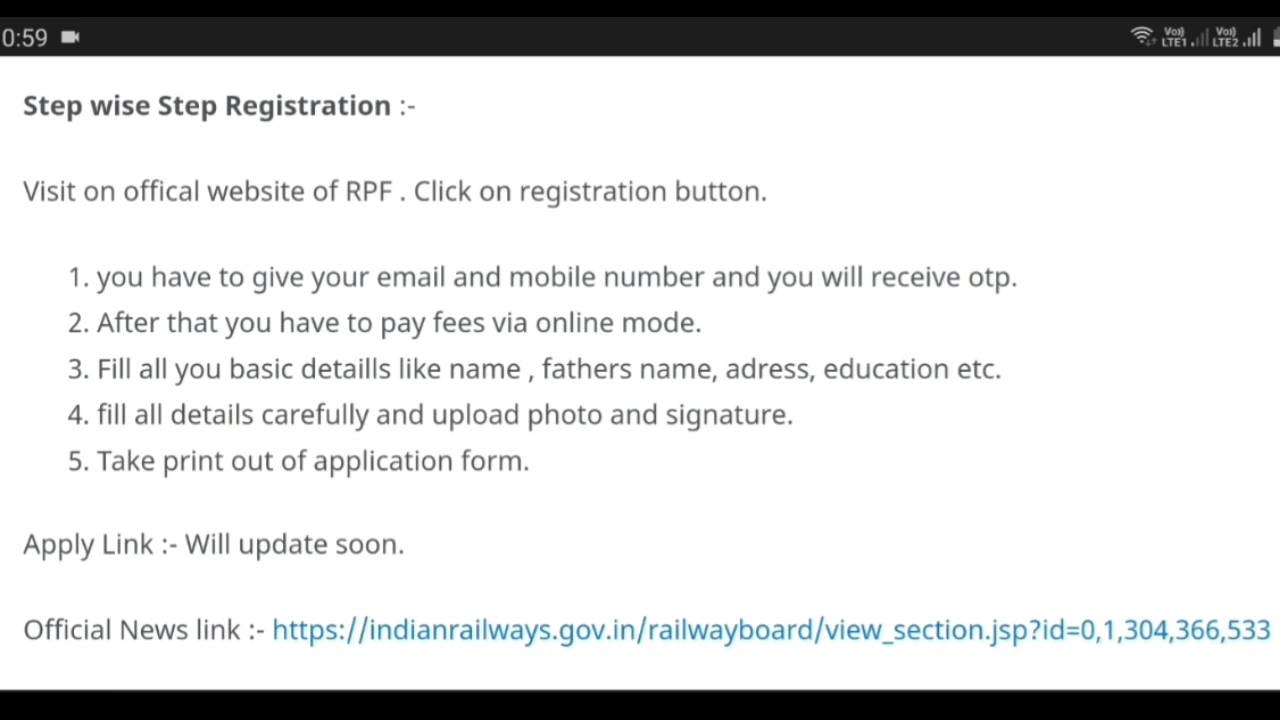 0:59
Vo)) LTE1 Vo)) LTE2
Step wise Step Registration :-
Visit on offical website of RPF . Click on registration button.
1. you have to give your email and mobile number and you will receive otp.
2. After that you have to pay fees via online mode.
3. Fill all you basic detaills like name , fathers name, adress, education etc.
4. fill all details carefully and upload photo and signature.
5. Take print out of application form.
Apply Link :- Will update soon.
Official News link :- https://indianrailways.gov.in/railwayboard/view_section.jsp?id=0,1,304,366,533